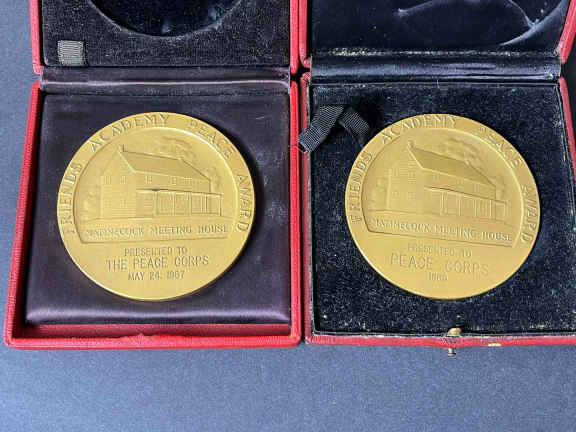 FRIENDS ACADEMY PEACE AWARD
MATINECOCK MEETING HOUSE
PRESENTED TO
THE PEACE CORPS
MAY 24, 1967
FRIENDS ACADEMY PEACE AWARD
MATINECOCK MEETING HOUSE
PRESENTED TO
PEACE CORPS